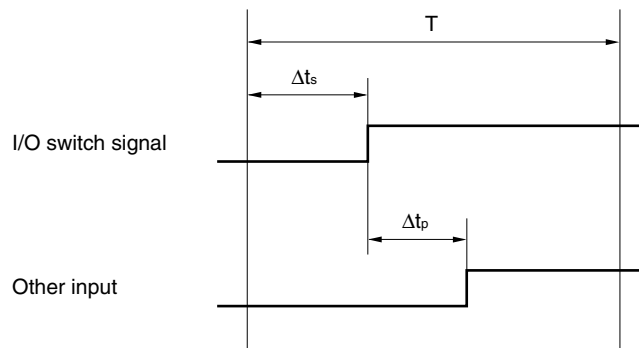 T
Δts
I/O switch signal
Δtp
Other input